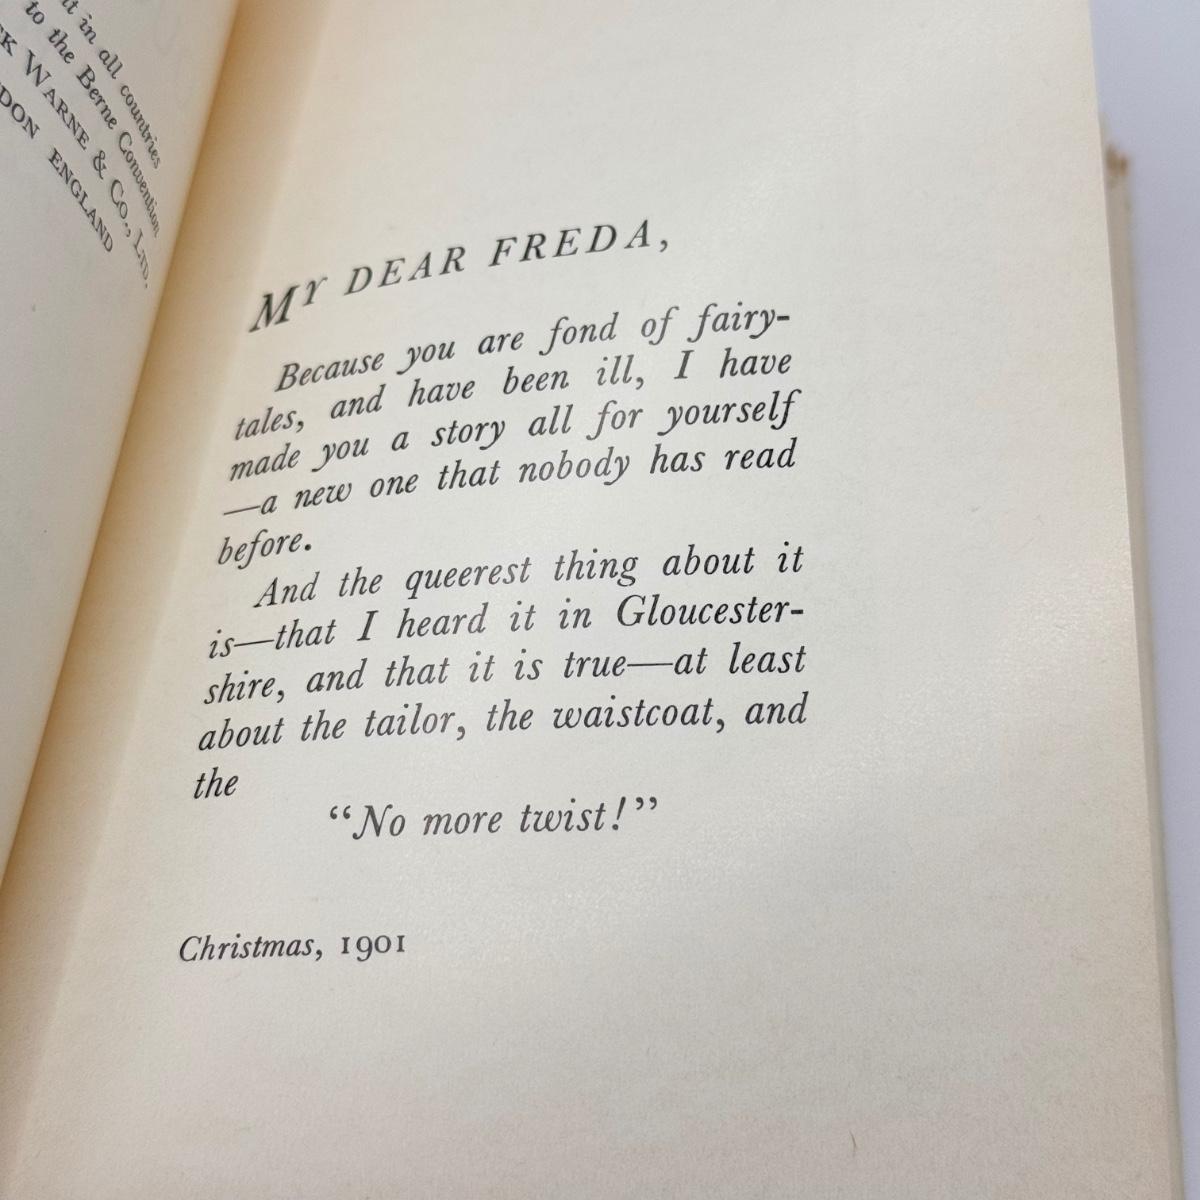 t in all countries
to the Berne Convention
K WARNE & CO., LTD.
DON ENGLAND
MY DEAR FREDA,
Because you are fond of fairy-
tales, and have been ill, I have
made you a story all for yourself
—a new one that nobody has read
before.
And the queerest thing about it
is—that I heard it in Gloucester-
shire, and that it is true—at least
about the tailor, the waistcoat, and
the
“No more twist!”
Christmas, 1901